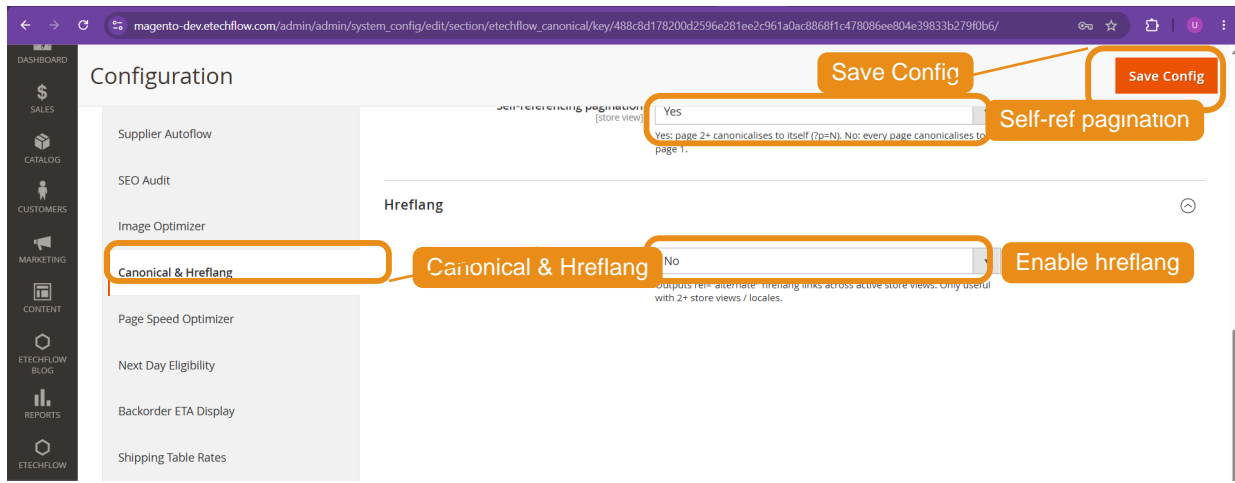 magento-dev.etechflow.com/admin/admin/system_config/edit/section/etechflow_canonical/key/488c8d178200d2596e281ee2c961a0ac8868f1c478086ee804e39833b279f0b6/
U
DASHBOARD
Configuration
Save Config
Save Config
SALES
Self-referencing pagination
[store view]
Yes
Self-ref pagination
Supplier Autoflow
Yes: page 2+ canonicalises to itself (?p=N). No: every page canonicalises to
page 1.
CATALOG
SEO Audit
CUSTOMERS
Hreflang
Image Optimizer
MARKETING
Canonical & Hreflang
Canonical & Hreflang
No
Enable hreflang
Outputs rel="alternate" hreflang links across active store views. Only useful
with 2+ store views / locales.
CONTENT
Page Speed Optimizer
ETECHFLOW
BLOG
Next Day Eligibility
REPORTS
Backorder ETA Display
ETECHFLOW
Shipping Table Rates